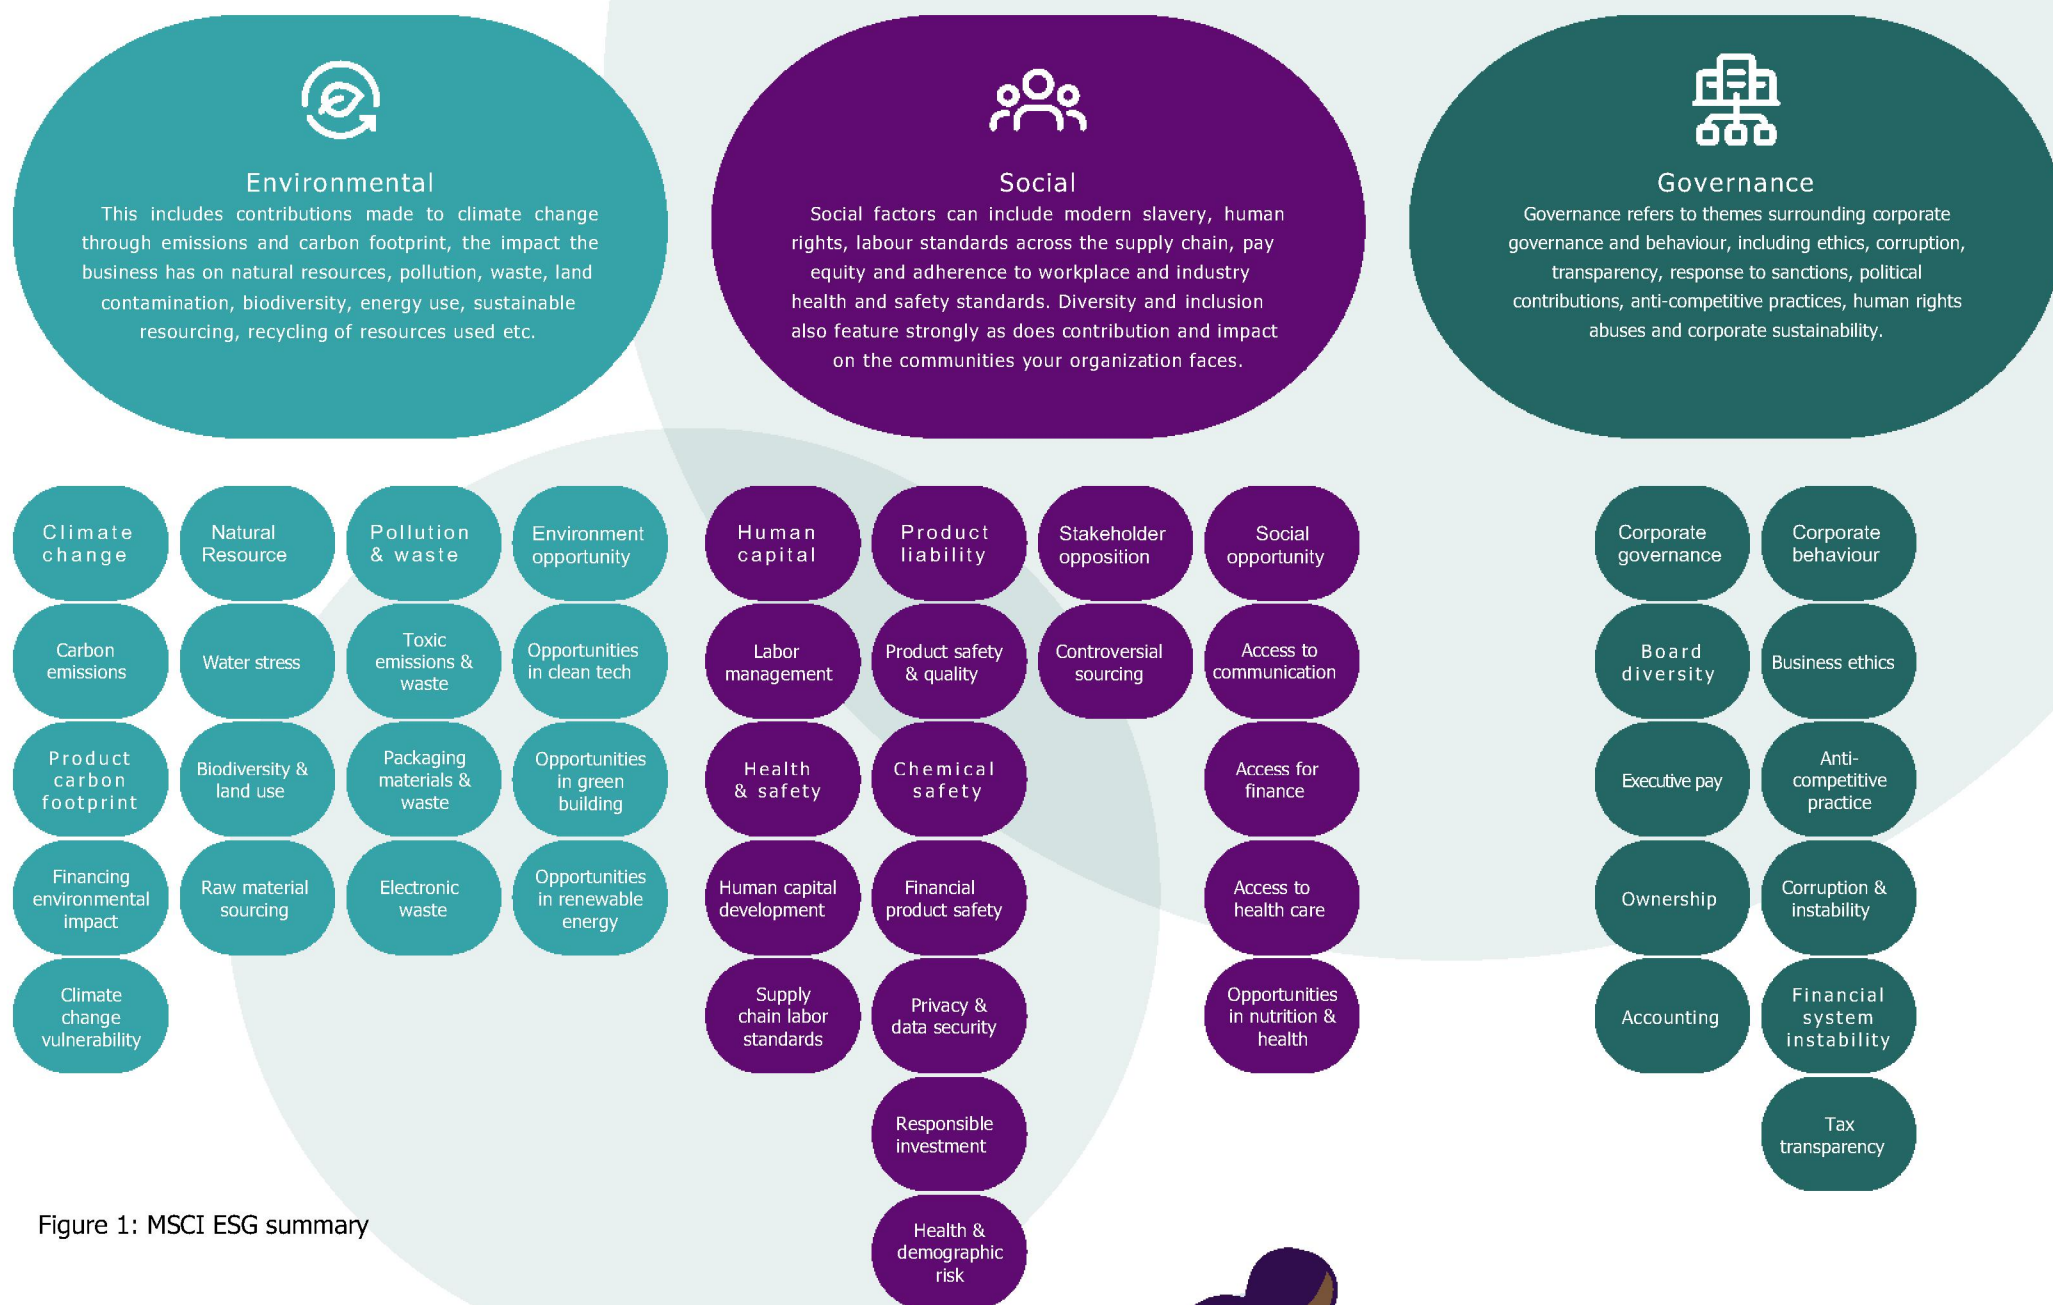 Environmental
This includes contributions made to climate change
through emissions and carbon footprint, the impact the
business has on natural resources, pollution, waste, land
contamination, biodiversity, energy use, sustainable
resourcing, recycling of resources used etc.
Social
Social factors can include modern slavery, human
rights, labour standards across the supply chain, pay
equity and adherence to workplace and industry
health and safety standards. Diversity and inclusion
also feature strongly as does contribution and impact
on the communities your organization faces.
Governance
Governance refers to themes surrounding corporate
governance and behaviour, including ethics, corruption,
transparency, response to sanctions, political
contributions, anti-competitive practices, human rights
abuses and corporate sustainability.
Climate
change
Carbon
emissions
Product
carbon
footprint
Financing
environmental
impact
Climate
change
vulnerability
Natural
Resource
Water stress
Biodiversity &
land use
Raw material
sourcing
Pollution
& waste
Toxic
emissions &
waste
Packaging
materials &
waste
Electronic
waste
Environment
opportunity
Opportunities
in clean tech
Opportunities
in green
building
Opportunities
in renewable
energy
Human
capital
Labor
management
Health
& safety
Human capital
development
Supply
chain labor
standards
Product
liability
Product safety
& quality
Chemical
safety
Financial
product safety
Privacy &
data security
Responsible
investment
Health &
demographic
risk
Stakeholder
opposition
Controversial
sourcing
Social
opportunity
Access to
communication
Access for
finance
Access to
health care
Opportunities
in nutrition &
health
Corporate
governance
Board
diversity
Executive pay
Ownership
Accounting
Corporate
behaviour
Business ethics
Anti-
competitive
practice
Corruption &
instability
Financial
system
instability
Tax
transparency
Figure 1: MSCI ESG summary